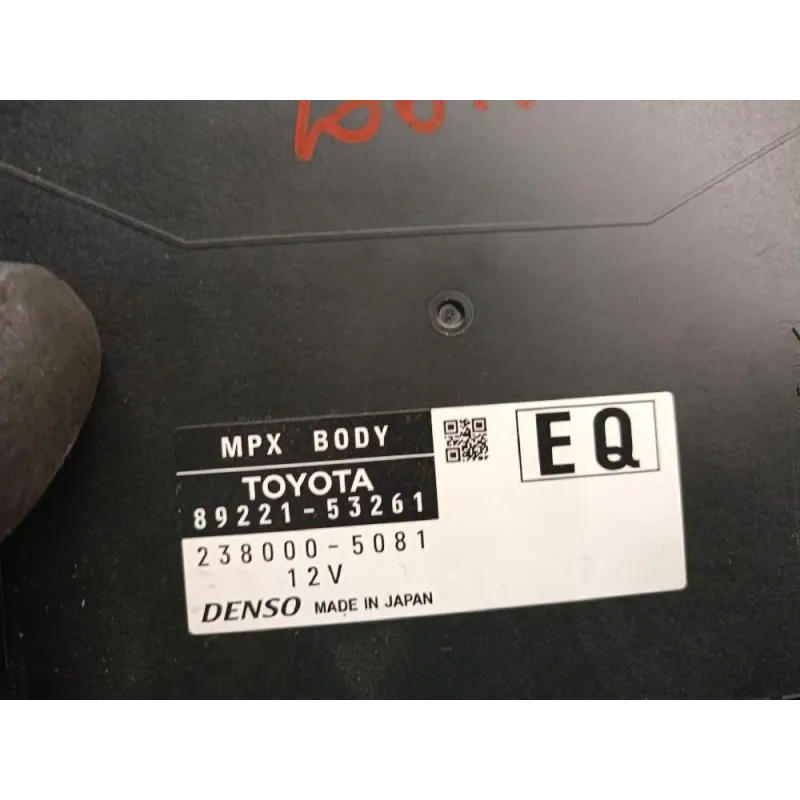 MPX BODY
TOYOTA
89221-53261
238000-5081
12V
DENSO MADE IN JAPAN
EQ